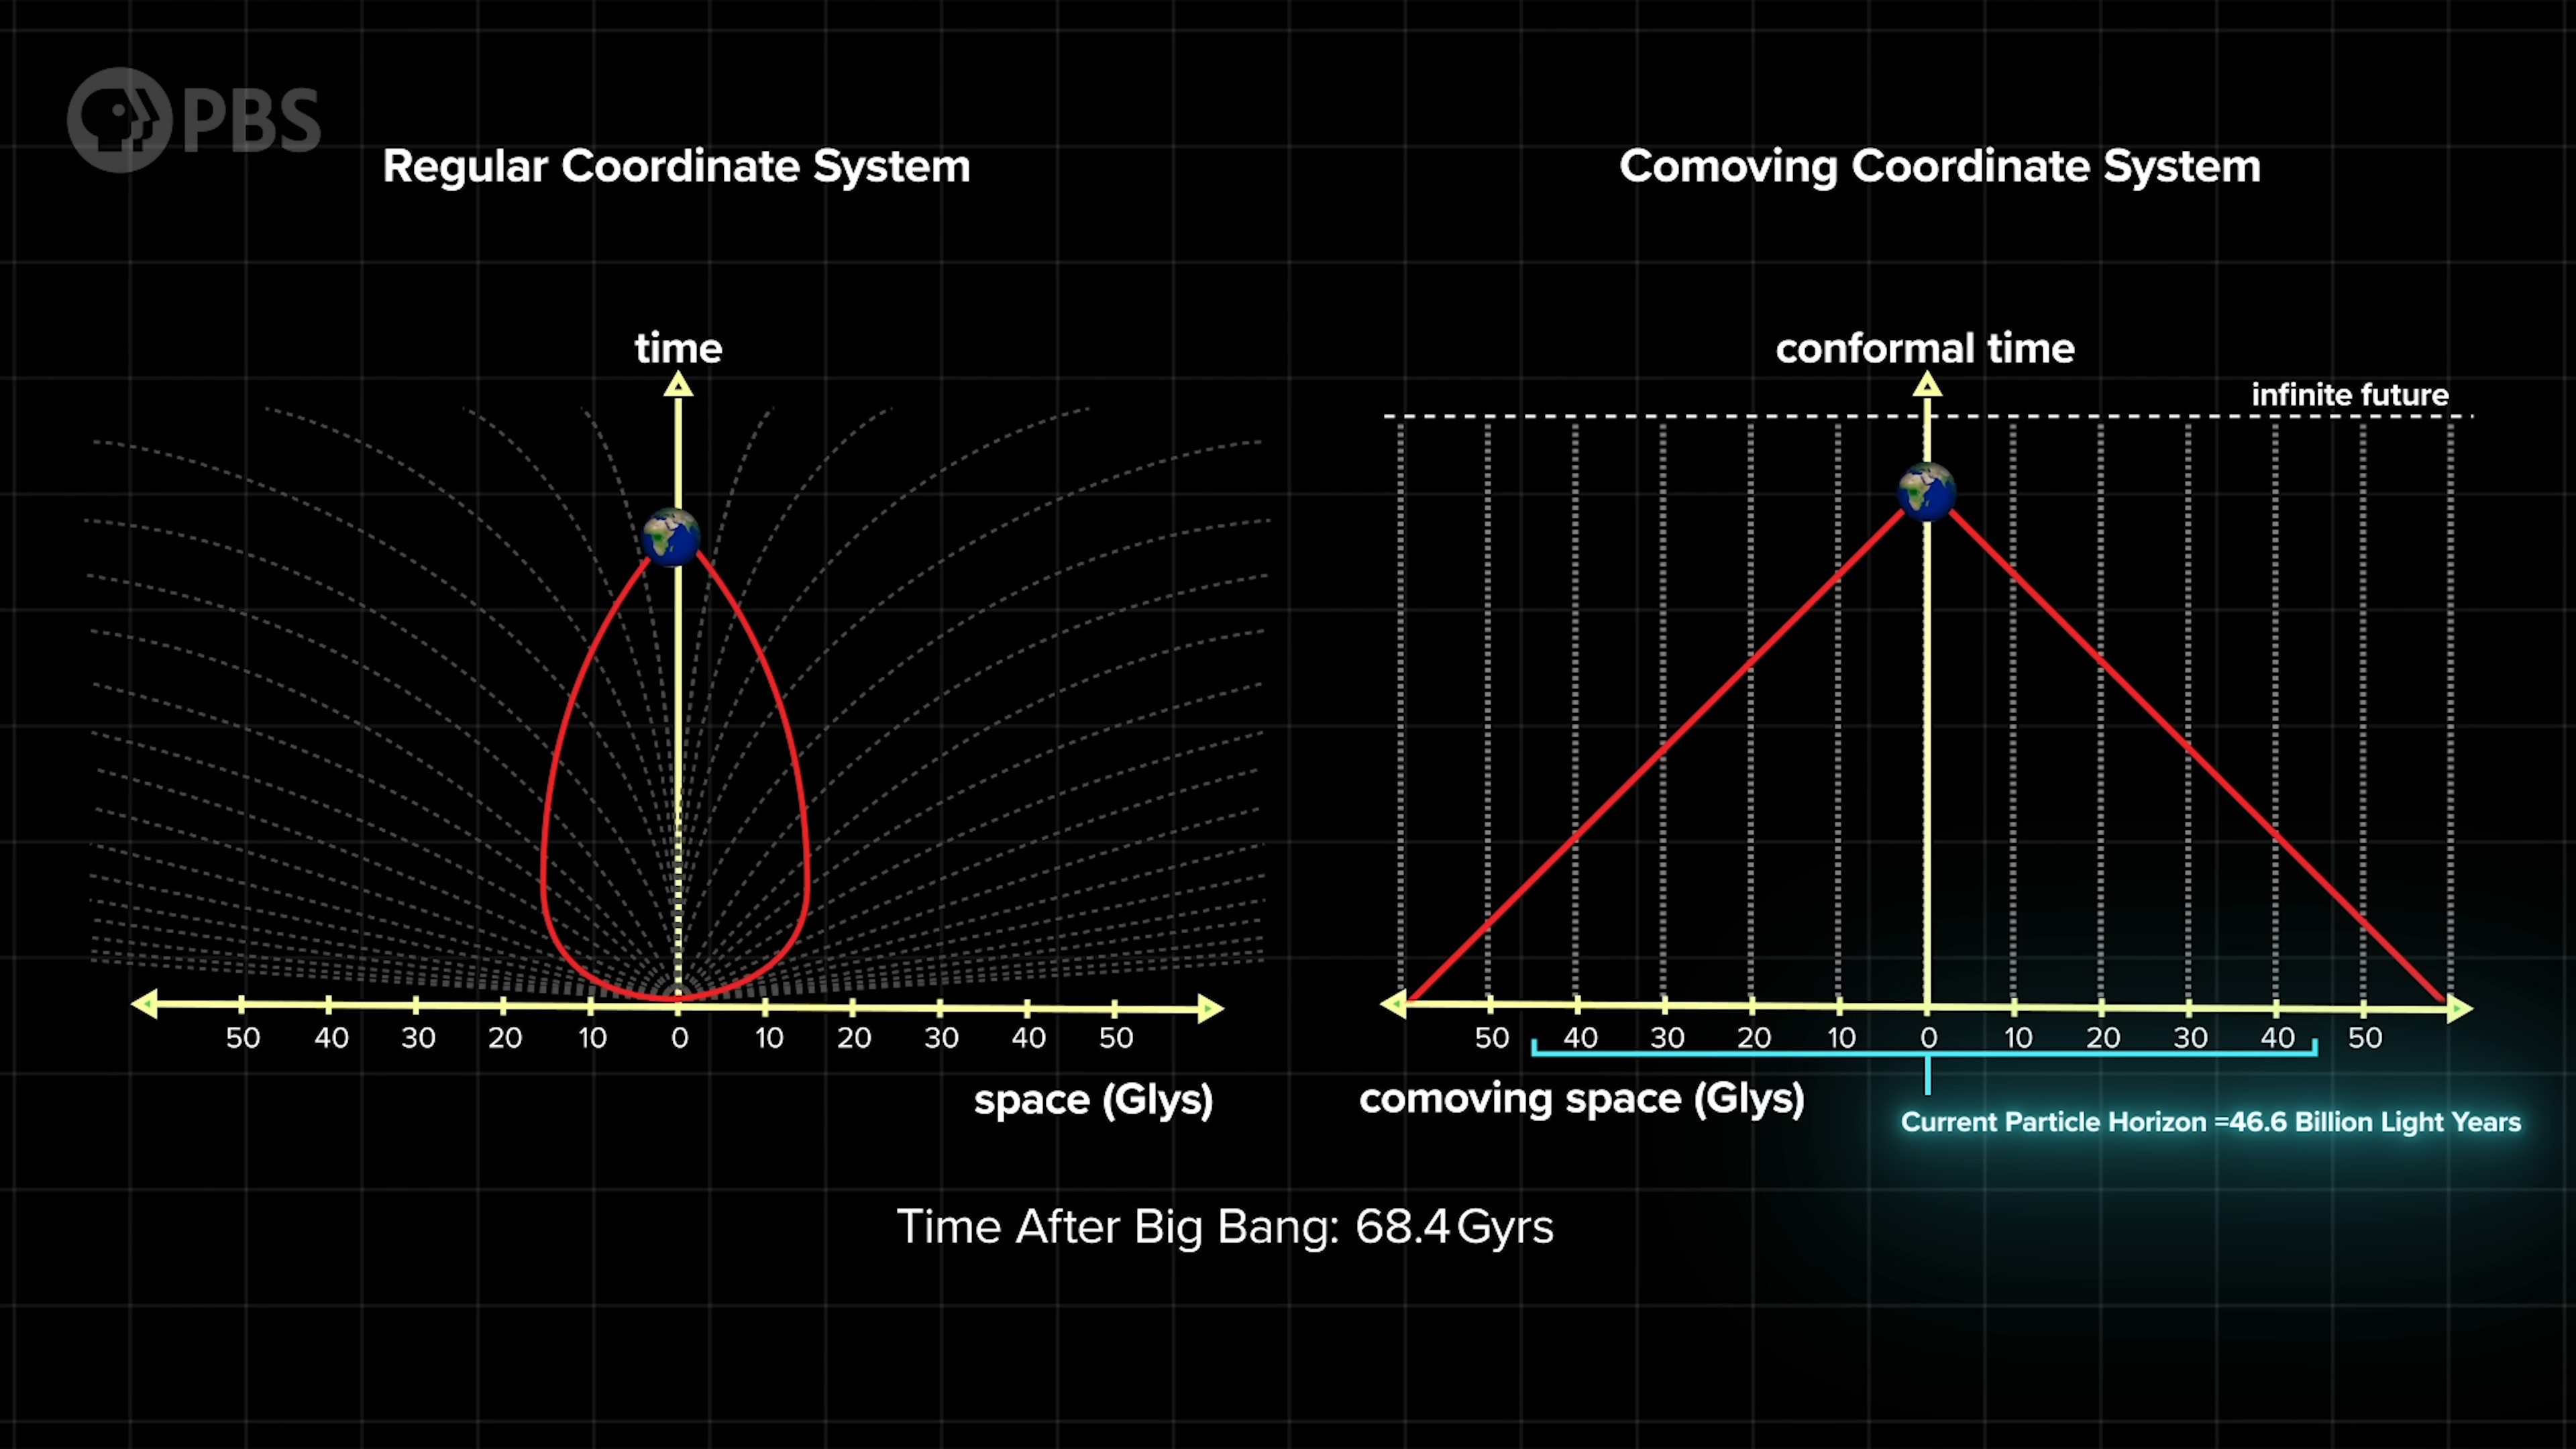 PBS
Regular Coordinate System
Comoving Coordinate System
time
conformal time
infinite future
50 40 30 20 10 0 10 20 30 40 50
50 40 30 20 10 0 10 20 30 40 50
space (Glys)
comoving space (Glys)
Current Particle Horizon =46.6 Billion Light Years
Time After Big Bang: 68.4 Gyrs